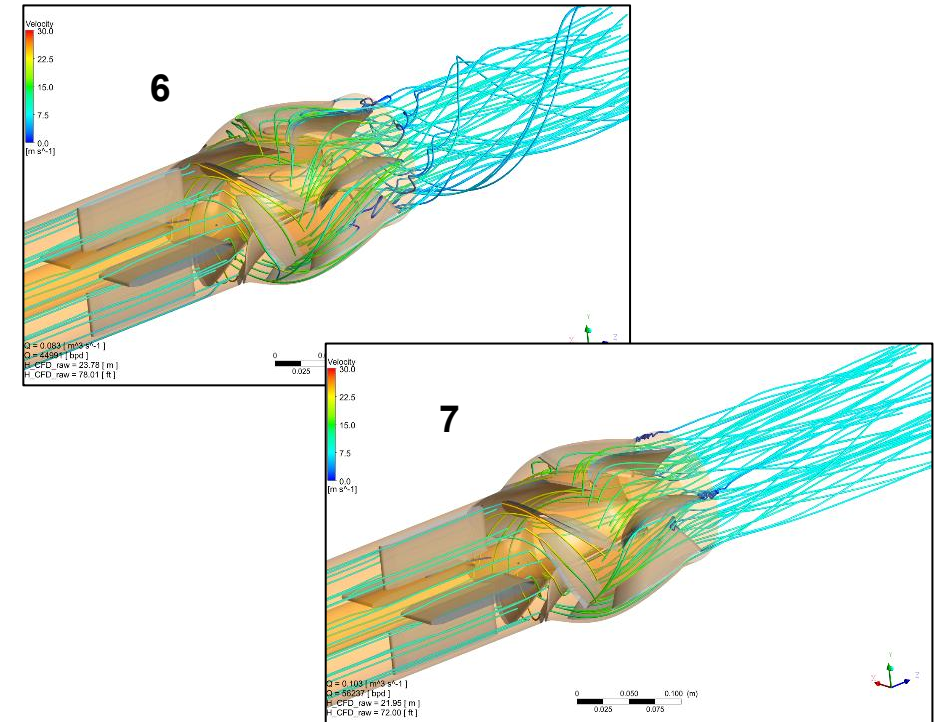 Velocity
30.0
22.5
15.0
7.5
0.0
[m s^-1]
6
Q = 0.083 [ m^3 s^-1 ]
Q = 44991 [ bpd ]
H_CFD_raw = 23.78 [ m ]
H_CFD_raw = 78.01 [ ft ]
0
0.025
Y
Z
Velocity
30.0
22.5
15.0
7.5
0.0
[m s^-1]
7
Q = 0.103 [ m^3 s^-1 ]
Q = 56237 [ bpd ]
H_CFD_raw = 21.95 [ m ]
H_CFD_raw = 72.00 [ ft ]
0 0.050 0.100 (m)
0.025 0.075
Y
X Z